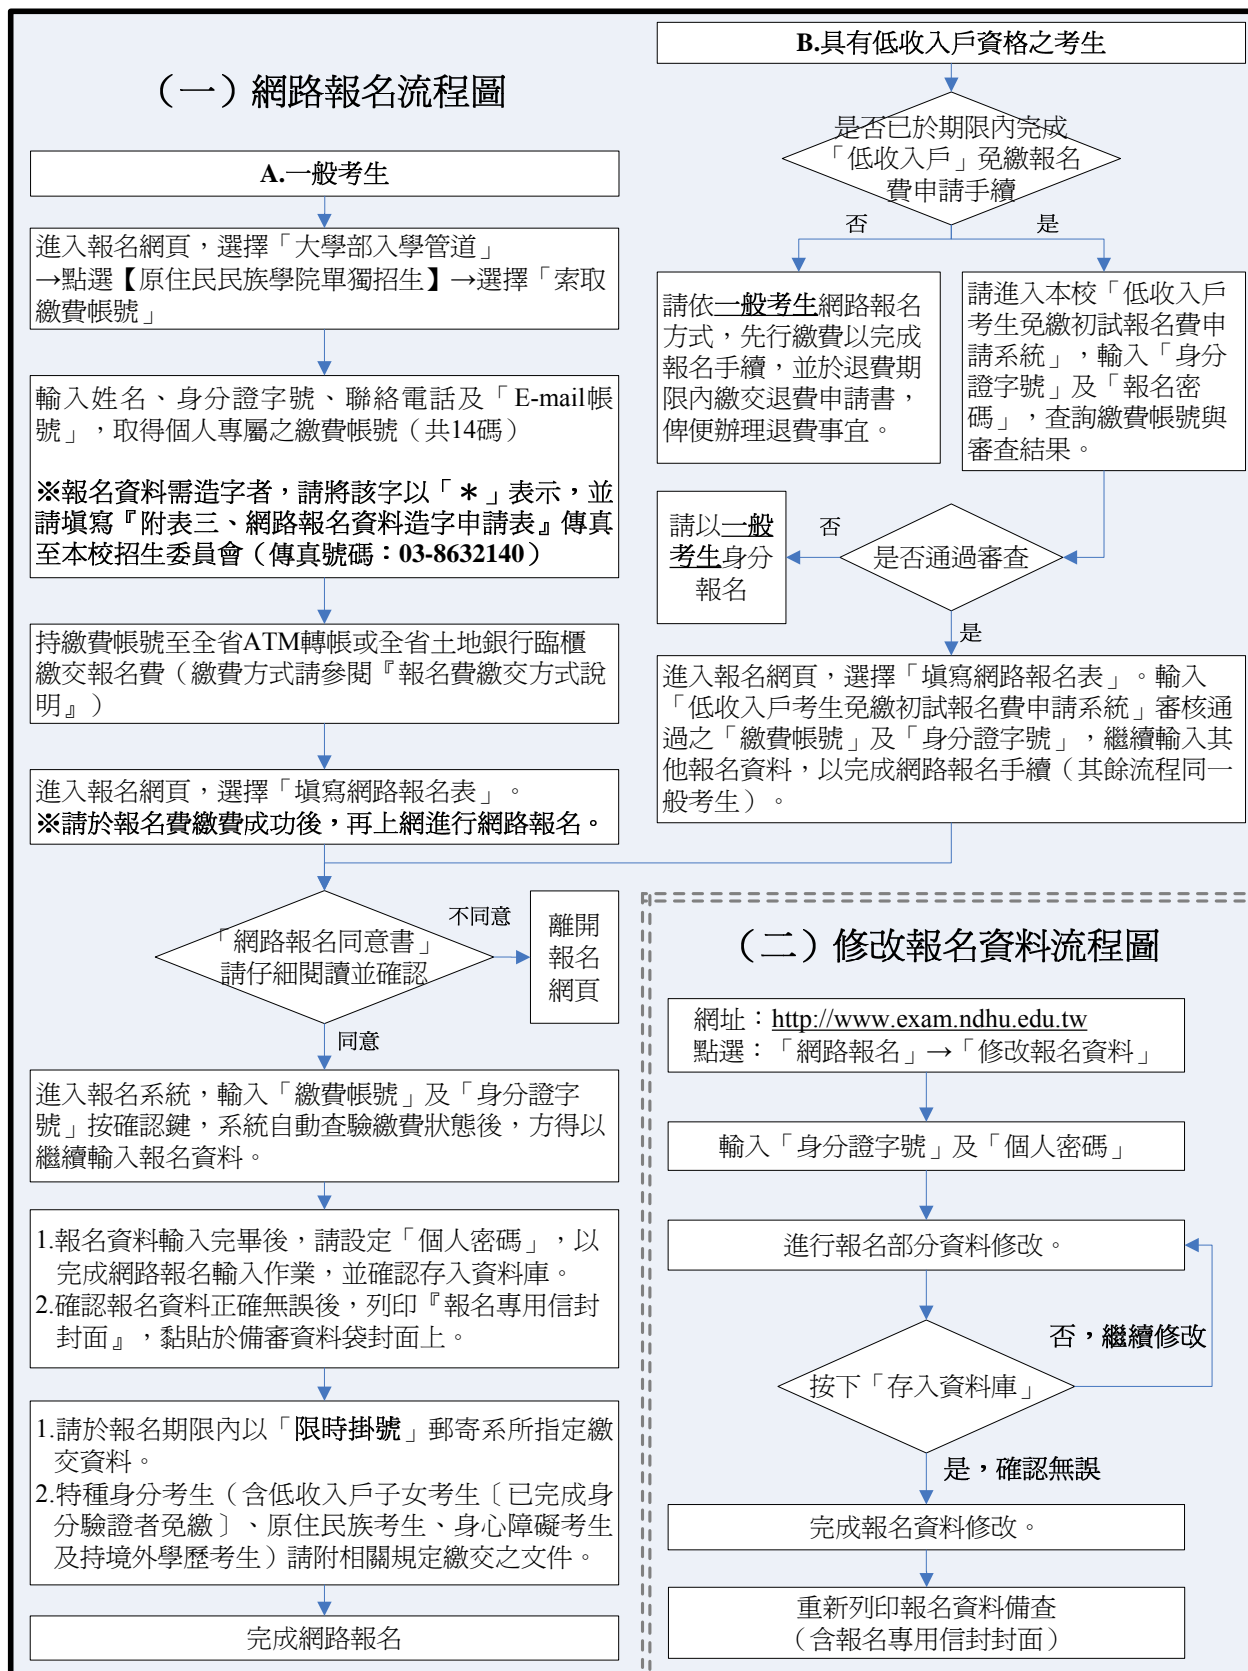 （一）網路報名流程圖
A.一般考生
進入報名網頁，選擇「大學部入學管道」
→點選【原住民民族學院單獨招生】→選擇「索取
繳費帳號」
輸入姓名、身分證字號、聯絡電話及「E-mail帳
號」，取得個人專屬之繳費帳號（共14碼）
※報名資料需造字者，請將該字以「＊」表示，並
請填寫『附表三、網路報名資料造字申請表』傳真
至本校招生委員會（傳真號碼：03-8632140）
持繳費帳號至全省ATM轉帳或全省土地銀行臨櫃
繳交報名費（繳費方式請參閱『報名費繳交方式說
明』）
進入報名網頁，選擇「填寫網路報名表」。
※請於報名費繳費成功後，再上網進行網路報名。
「網路報名同意書」
請仔細閱讀並確認
不同意
離開
報名
網頁
同意
進入報名系統，輸入「繳費帳號」及「身分證字
號」按確認鍵，系統自動查驗繳費狀態後，方得以
繼續輸入報名資料。
1.報名資料輸入完畢後，請設定「個人密碼」，以
完成網路報名輸入作業，並確認存入資料庫。
2.確認報名資料正確無誤後，列印『報名專用信封
封面』，黏貼於備審資料袋封面上。
1.請於報名期限內以「限時掛號」郵寄系所指定繳
交資料。
2.特種身分考生（含低收入戶子女考生〔已完成身
分驗證者免繳〕、原住民族考生、身心障礙考生
及持境外學歷考生）請附相關規定繳交之文件。
完成網路報名
B.具有低收入戶資格之考生
是否已於期限內完成
「低收入戶」免繳報名
費申請手續
否
是
請依一般考生網路報名
方式，先行繳費以完成
報名手續，並於退費期
限內繳交退費申請書，
俾便辦理退費事宜。
請進入本校「低收入戶
考生免繳初試報名費申
請系統」，輸入「身分
證字號」及「報名密
碼」，查詢繳費帳號與
審查結果。
請以一般
考生身分
報名
否
是否通過審查
是
進入報名網頁，選擇「填寫網路報名表」。輸入
「低收入戶考生免繳初試報名費申請系統」審核通
過之「繳費帳號」及「身分證字號」，繼續輸入其
他報名資料，以完成網路報名手續（其餘流程同一
般考生）。
（二）修改報名資料流程圖
網址：http://www.exam.ndhu.edu.tw
點選：「網路報名」→「修改報名資料」
輸入「身分證字號」及「個人密碼」
進行報名部分資料修改。
否，繼續修改
按下「存入資料庫」
是，確認無誤
完成報名資料修改。
重新列印報名資料備查
（含報名專用信封封面）